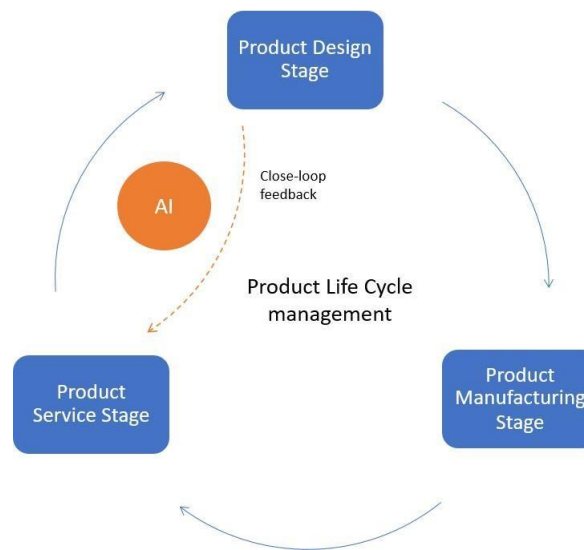 Product Design
Stage
AI
Close-loop
feedback
Product Life Cycle
management
Product
Service Stage
Product
Manufacturing
Stage